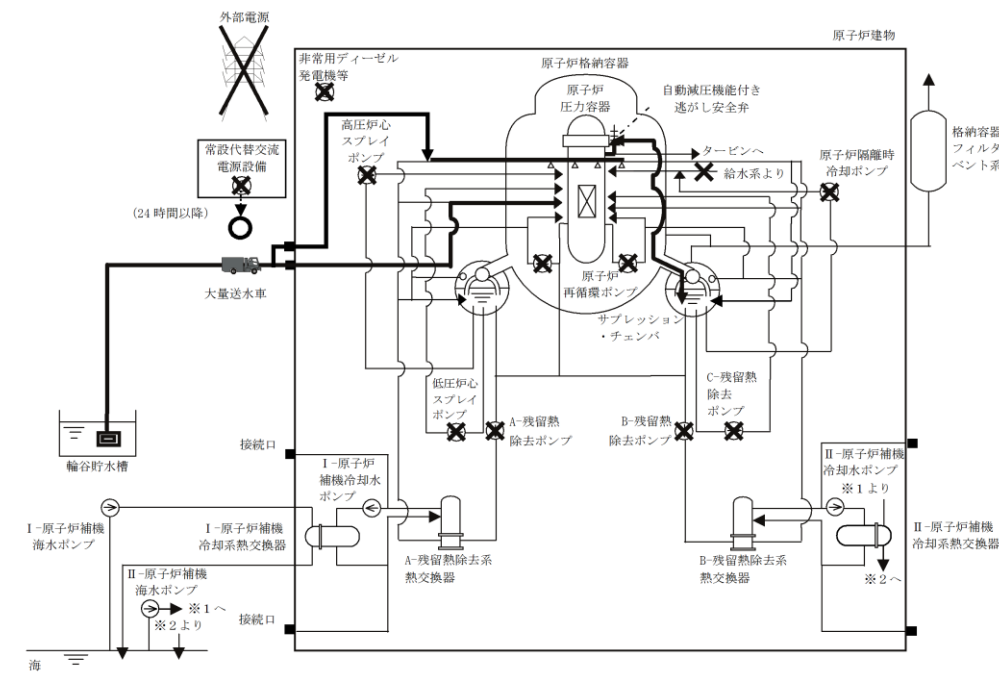 外部電源
原子炉建物
非常用ディーゼル
発電機等
原子炉格納容器
原子炉
圧力容器
自動減圧機能付き
逃がし安全弁
高圧炉心
スプレイ
ポンプ
タービンへ
給水系より
原子炉隔離時
冷却ポンプ
格納容器
フィルタ
ベント系
常設代替交流
電源設備
(24時間以降)
大量送水車
原子炉
再循環ポンプ
サプレッション
・チェンバ
低圧炉心
スプレイ
ポンプ
A-残留熱
除去ポンプ
B-残留熱
除去ポンプ
C-残留熱
除去
ポンプ
輪谷貯水槽
接続口
Ⅰ-原子炉
補機冷却水
ポンプ
Ⅱ-原子炉補機
冷却水ポンプ
※1より
Ⅰ-原子炉補機
海水ポンプ
Ⅰ-原子炉補機
冷却系熱交換器
A-残留熱除去系
熱交換器
B-残留熱除去系
熱交換器
Ⅱ-原子炉補機
冷却系熱交換器
※2へ
Ⅱ-原子炉補機
海水ポンプ
※1へ
※2より
接続口
海